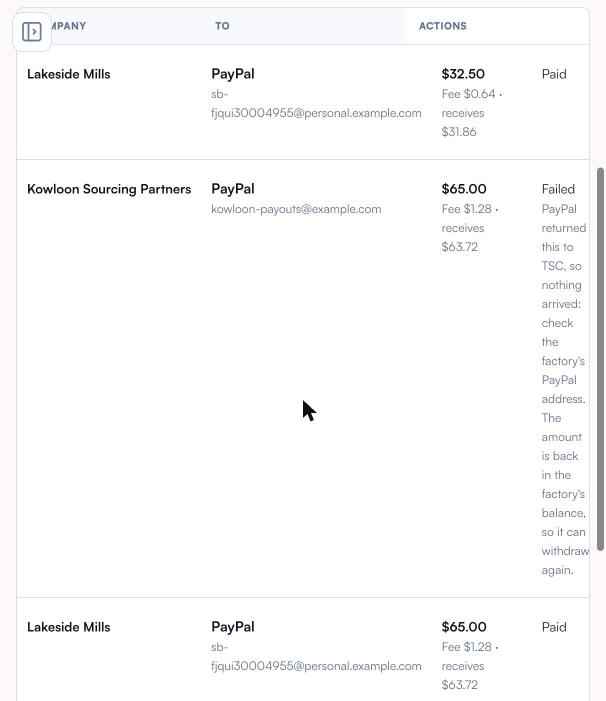 MPANY TO ACTIONS
Lakeside Mills PayPal $32.50 Paid
sb- Fee $0.64 ·
fjqui30004955@personal.example.com receives
$31.86
Kowloon Sourcing Partners PayPal $65.00 Failed
kowloon-payouts@example.com Fee $1.28 · PayPal
receives returned
$63.72 this to
TSC, so
nothing
arrived:
check
the
factory's
PayPal
address.
The
amount
is back
in the
factory's
balance,
so it can
withdraw
again.
Lakeside Mills PayPal $65.00 Paid
sb- Fee $1.28 ·
fjqui30004955@personal.example.com receives
$63.72